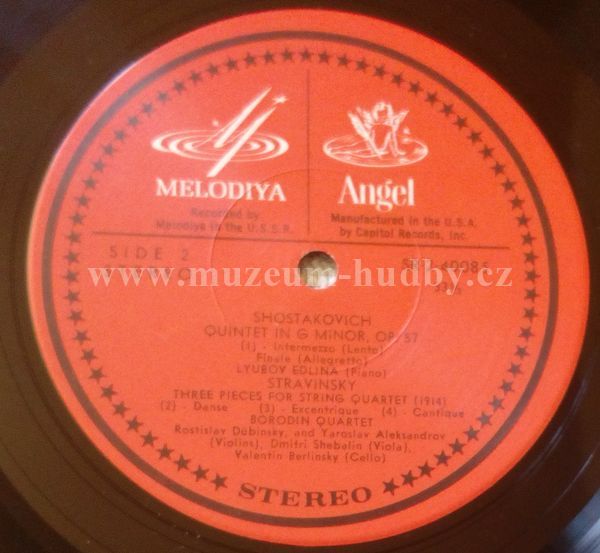 MELODIYA
Recorded by
Melodiya in the U.S.S.R.
Angel
Manufactured in the U.S.A.
by Capitol Records, Inc.
SIDE 2
www.muzeum-hudby.cz
SHOSTAKOVICH
QUINTET IN G MINOR, OP. 57
(1) - Intermezzo (Lento)
Finale (Allegretto)
LYUBOV EDLINA (Piano)
STRAVINSKY
THREE PIECES FOR STRING QUARTET (1914)
(2) - Danse (3) - Excentrique (4) - Cantique
BORODIN QUARTET
Rostislav Dubinsky, and Yaroslav Aleksandrov
(Violins), Dmitri Shebalin (Viola),
Valentin Berlinsky (Cello)
STEREO